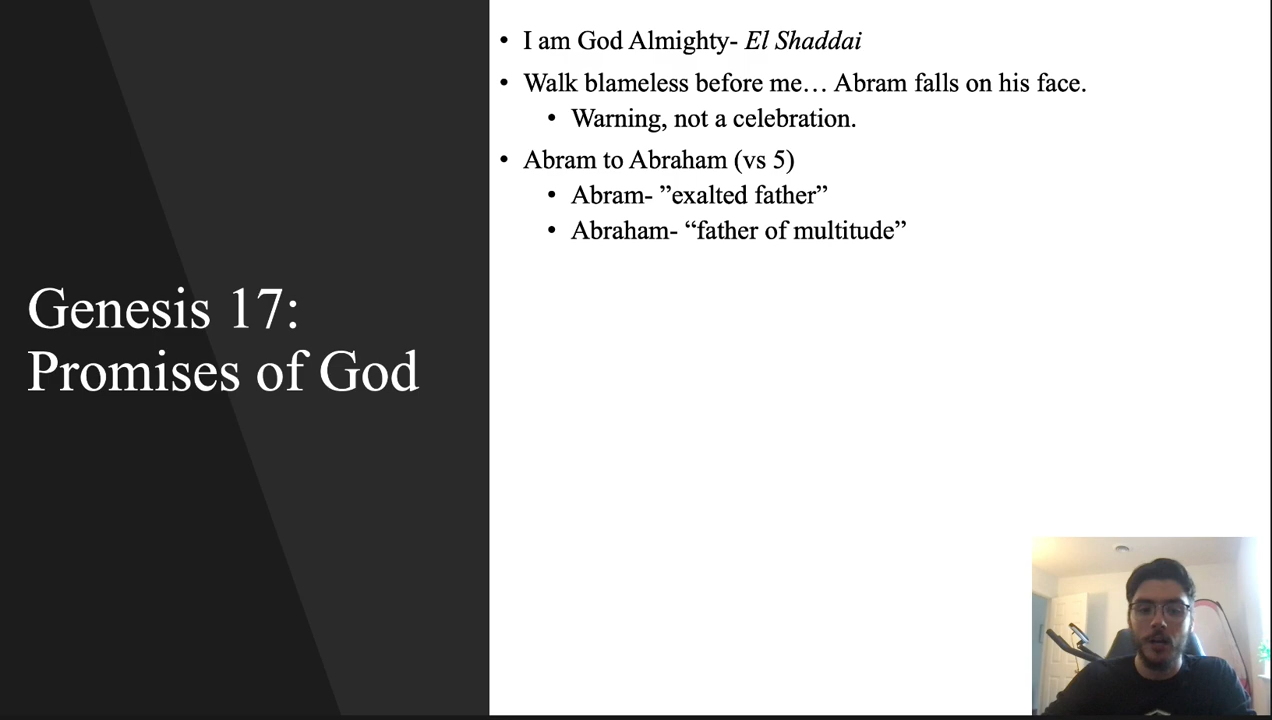 Genesis 17:
Promises of God
• I am God Almighty- El Shaddai
• Walk blameless before me… Abram falls on his face.
• Warning, not a celebration.
• Abram to Abraham (vs 5)
• Abram- ”exalted father”
• Abraham- “father of multitude”